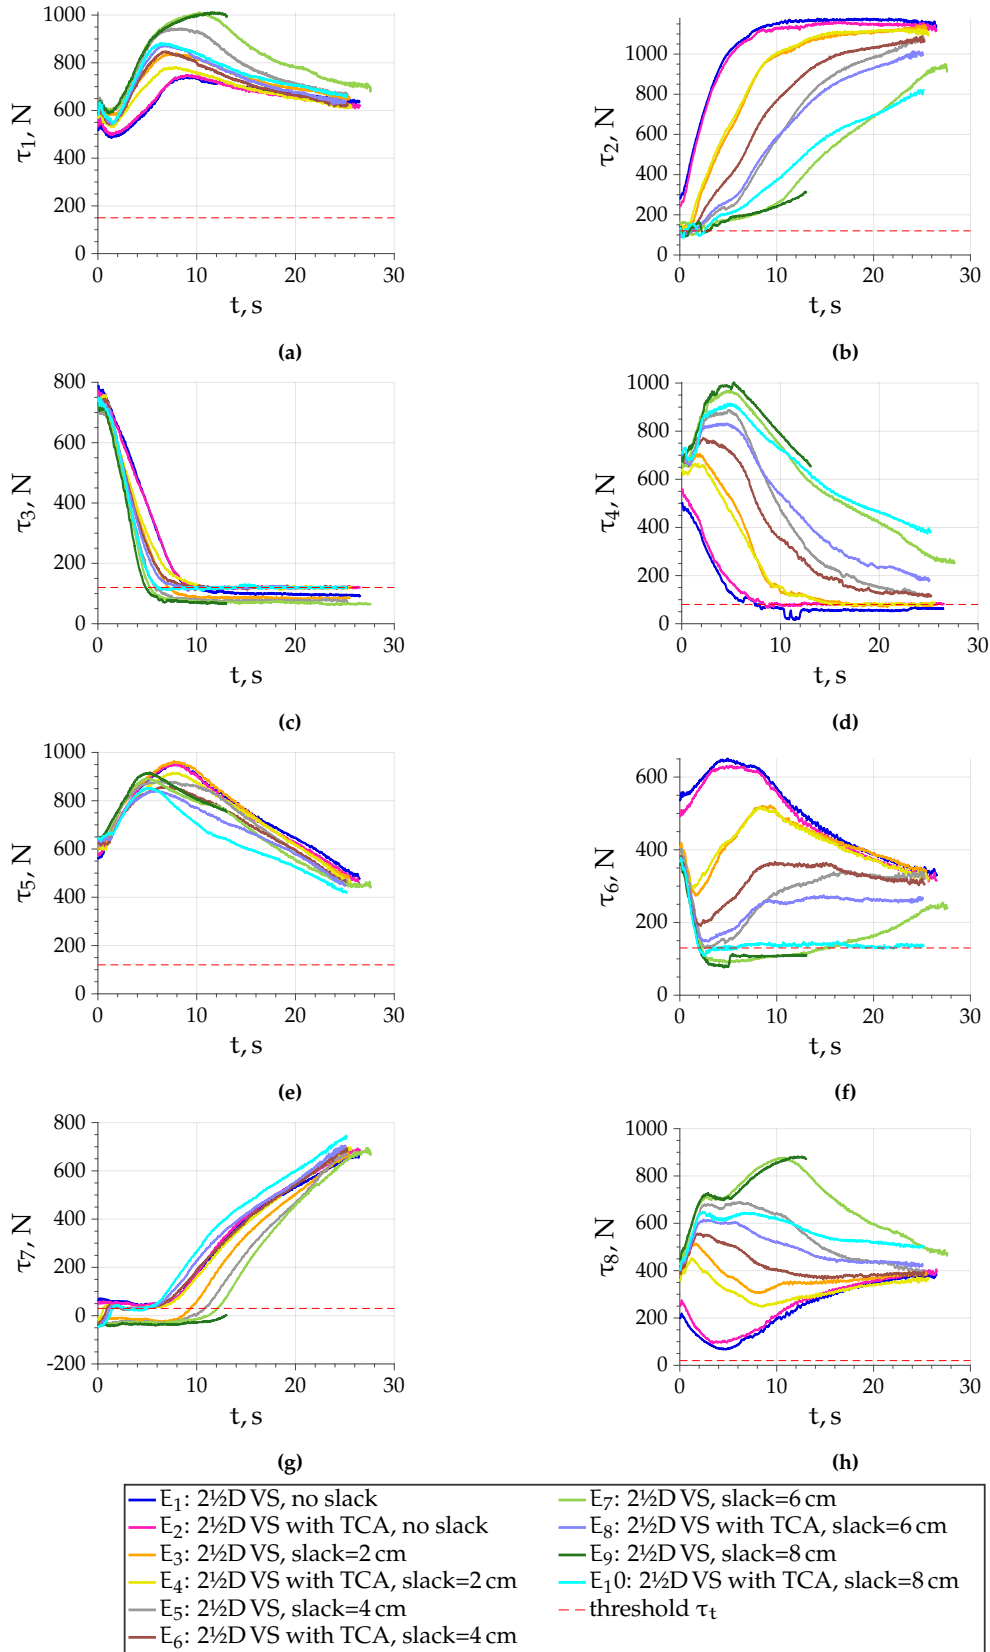 1000
800
600
400
200
0
τ1, N
0 10 20 30
t, s
(a)
1000
800
600
400
200
0
τ2, N
0 10 20 30
t, s
(b)
800
600
400
200
0
τ3, N
0 10 20 30
t, s
(c)
1000
800
600
400
200
0
τ4, N
0 10 20 30
t, s
(d)
1000
800
600
400
200
0
τ5, N
0 10 20 30
t, s
(e)
600
400
200
0
τ6, N
0 10 20 30
t, s
(f)
800
600
400
200
0
-200
τ7, N
0 10 20 30
t, s
(g)
1000
800
600
400
200
0
τ8, N
0 10 20 30
t, s
(h)
E1: 2½D VS, no slack
E2: 2½D VS with TCA, no slack
E3: 2½D VS, slack=2 cm
E4: 2½D VS with TCA, slack=2 cm
E5: 2½D VS, slack=4 cm
E6: 2½D VS with TCA, slack=4 cm
E7: 2½D VS, slack=6 cm
E8: 2½D VS with TCA, slack=6 cm
E9: 2½D VS, slack=8 cm
E10: 2½D VS with TCA, slack=8 cm
threshold τt